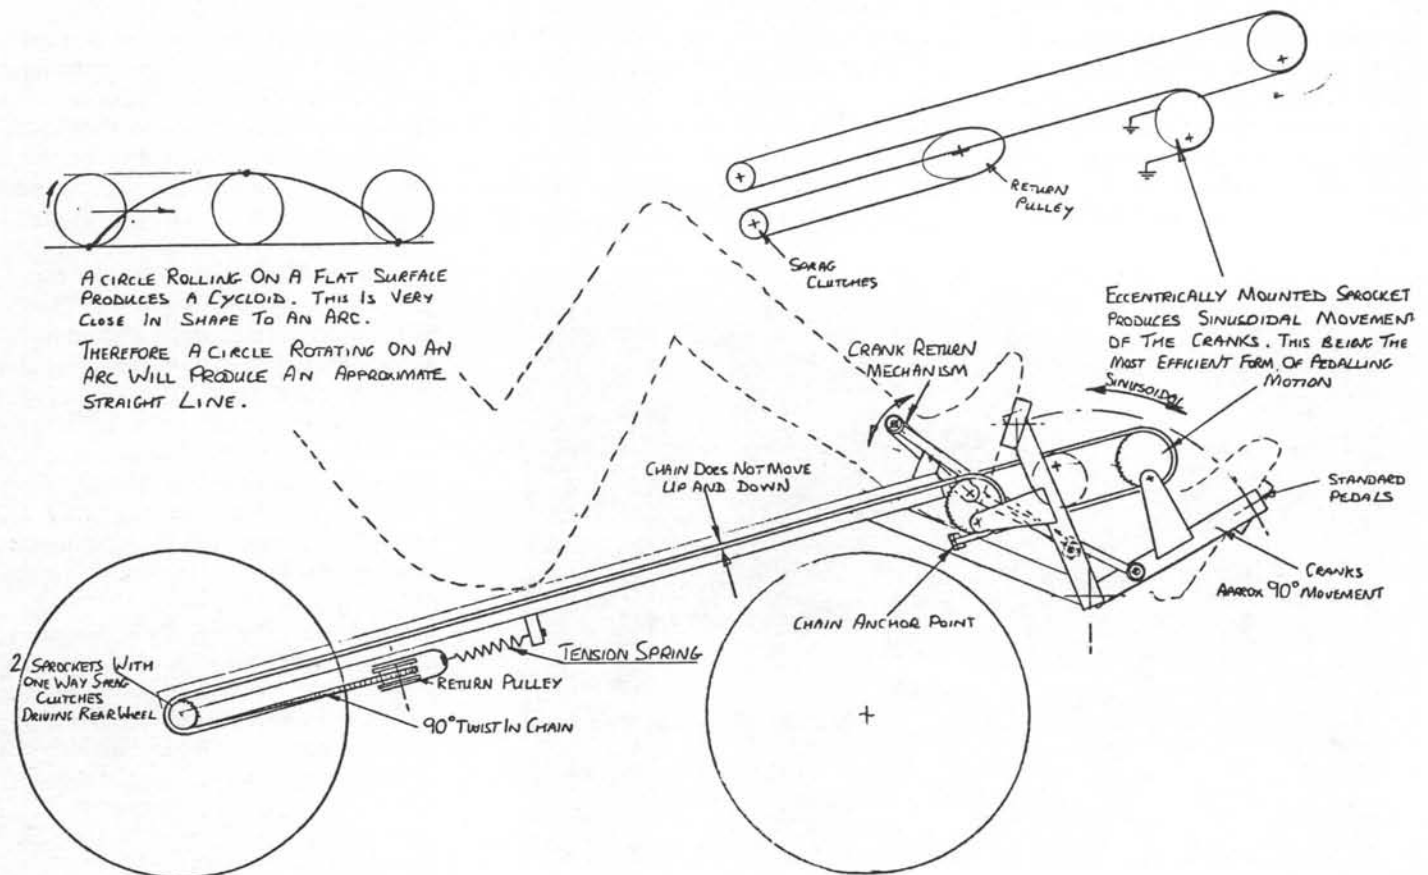 A CIRCLE ROLLING ON A FLAT SURFACE
PRODUCES A CYCLOID. THIS IS VERY
CLOSE IN SHAPE TO AN ARC.
THEREFORE A CIRCLE ROTATING ON AN
ARC WILL PRODUCE AN APPROXIMATE
STRAIGHT LINE.
RETURN
PULLEY
SPRAG
CLUTCHES
ECCENTRICALLY MOUNTED SPROCKET
PRODUCES SINUSOIDAL MOVEMENT
OF THE CRANKS. THIS BEING THE
MOST EFFICIENT FORM OF PEDALLING
MOTION
SINUSOIDAL
CRANK RETURN
MECHANISM
CHAIN DOES NOT MOVE
UP AND DOWN
STANDARD
PEDALS
CRANKS
APPROX 90° MOVEMENT
CHAIN ANCHOR POINT
TENSION SPRING
RETURN PULLEY
90° TWIST IN CHAIN
2 SPROCKETS WITH
ONE WAY SPRAG
CLUTCHES
DRIVING REAR WHEEL